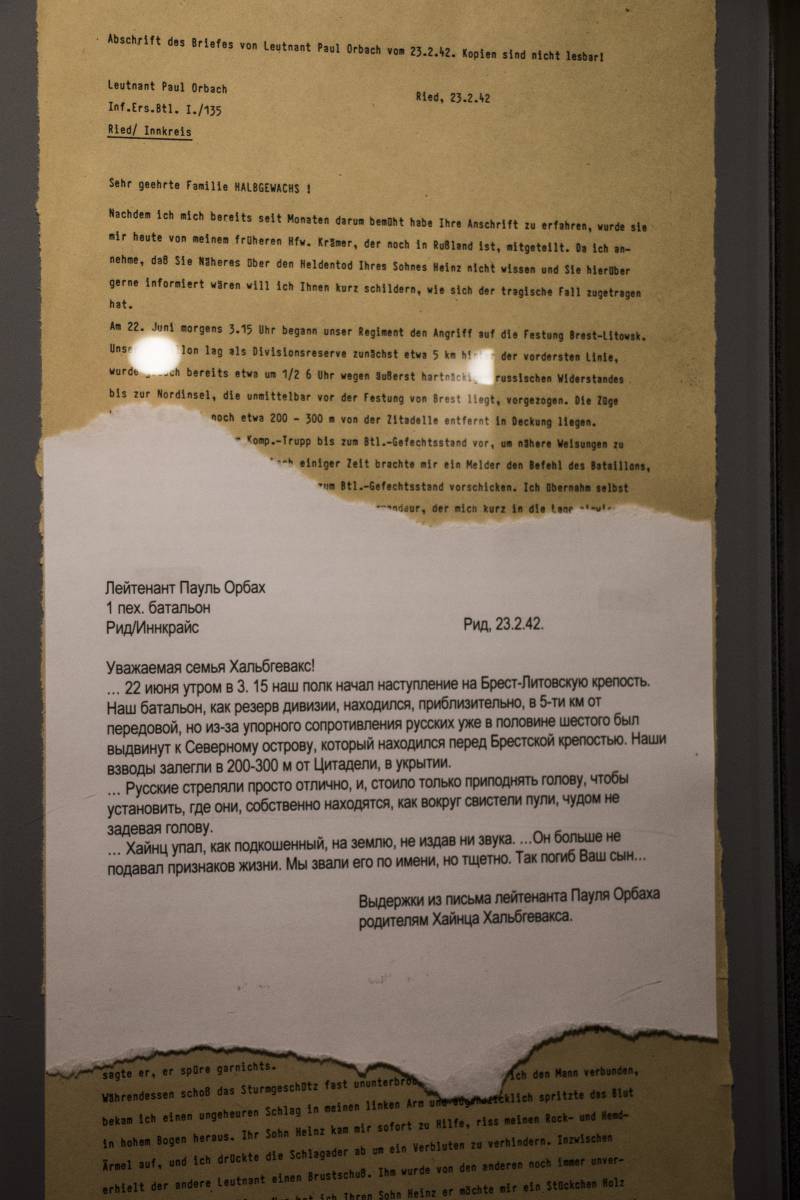 Abschrift des Briefes von Leutnant Paul Orbach vom 23.2.42. Kopien sind nicht lesbar!
Leutnant Paul Orbach
Ried, 23.2.42
Inf.Ers.Btl. I./135
Ried/ Innkreis
Sehr geehrte Familie HALBGEWACHS !
Nachdem ich mich bereits seit Monaten darum bemüht habe Ihre Anschrift zu erfahren, wurde sie
mir heute von meinem früheren Hfw. Krämer, der noch in Rußland ist, mitgeteilt. Da ich an-
nehme, daß Sie Näheres über den Heldentod Ihres Sohnes Heinz nicht wissen und Sie hierüber
gerne informiert wären will ich Ihnen kurz schildern, wie sich der tragische Fall zugetragen
hat.
Am 22. Juni morgens 3.15 Uhr begann unser Regiment den Angriff auf die Festung Brest-Litowsk.
lon lag als Divisionsreserve zunächst etwa 5 km der vordersten Linie,
wurde bereits etwa um 1/2 6 Uhr wegen äußerst russischen Widerstandes
bis zur Nordinsel, die unmittelbar vor der Festung von Brest liegt, vorgezogen. Die Züge
noch etwa 200 - 300 m von der Zitadelle entfernt in Deckung liegen.
Komp.-Trupp bis zum Btl.-Gefechtsstand vor, um nähere Weisungen zu
einiger Zeit brachte mir ein Melder den Befehl des Bataillons,
Btl.-Gefechtsstand vorschicken. Ich übernahm selbst
der mich kurz in die
Лейтенант Пауль Орбах
1 пех. батальон
Рид/Иннкрайс
Рид, 23.2.42.
Уважаемая семья Хальбгевакс!
... 22 июня утром в 3. 15 наш полк начал наступление на Брест-Литовскую крепость.
Наш батальон, как резерв дивизии, находился, приблизительно, в 5-ти км от
передовой, но из-за упорного сопротивления русских уже в половине шестого был
выдвинут к Северному острову, который находился перед Брестской крепостью. Наши
взводы залегли в 200-300 м от Цитадели, в укрытии.
... Русские стреляли просто отлично, и, стоило только приподнять голову, чтобы
установить, где они, собственно находятся, как вокруг свистели пули, чудом не
задевая голову.
... Хайнц упал, как подкошенный, на землю, не издав ни звука. ...Он больше не
подавал признаков жизни. Мы звали его по имени, но тщетно. Так погиб Ваш сын...
Выдержки из письма лейтенанта Пауля Орбаха
родителям Хайнца Хальбгевакса.
sagte er, er spüre garnichts.
ich den Mann verbunden,
Währendessen schoß das Sturmgeschütz fast
bekam ich einen ungeheuren Schlag in meinen linken Arm spritzte das Blut
in hohem Bogen heraus. Ihr Sohn Heinz kam mir sofort zu Hilfe, riss meinen Rock- und Hemd-
Ärmel auf, und ich drückte die Schlagader ab um ein Verbluten zu verhindern. Inzwischen
erhielt der andere Leutnant einen Brustschuß. Ihm wurde von den anderen noch immer unver-
ich Ihren Sohn Heinz er möchte mir ein Stückchen Holz